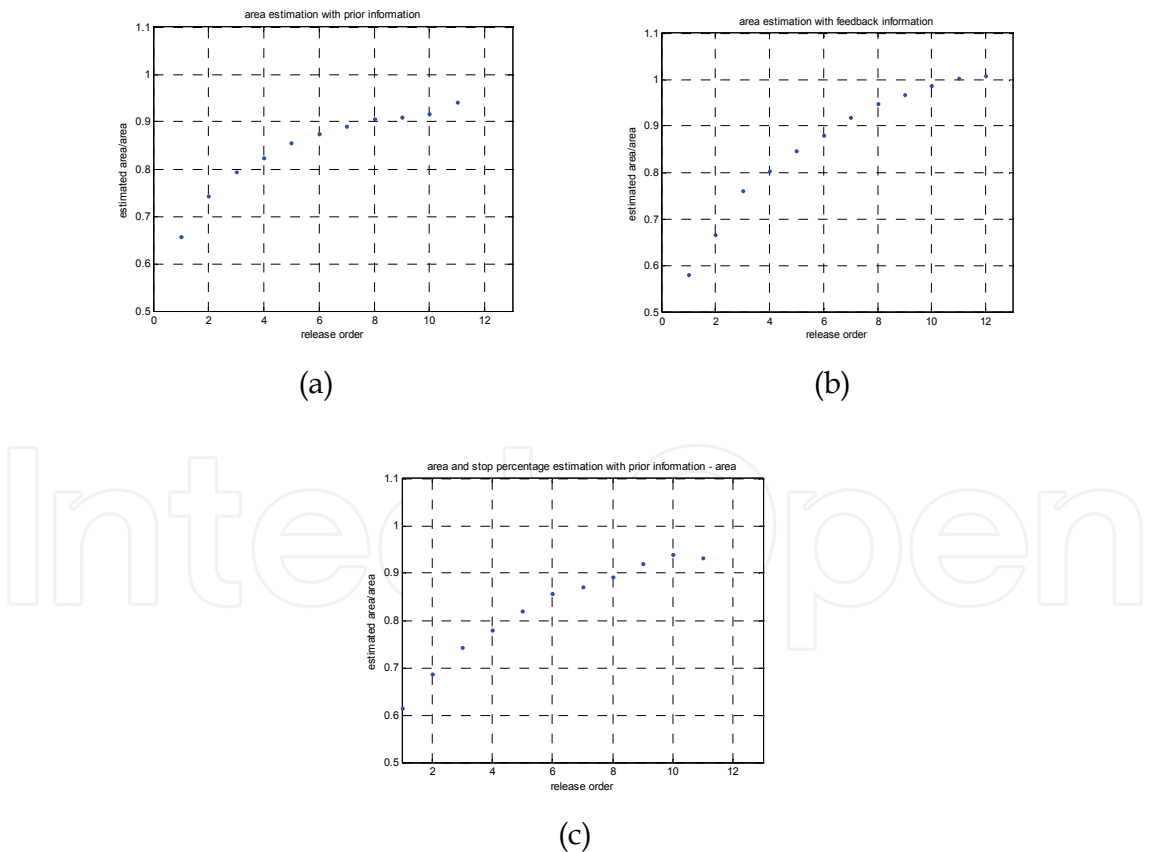 area estimation with prior information
1.1
1
0.9
0.8
0.7
0.6
0.5
estimated area/area
0 2 4 6 8 10 12
release order
(a)
area estimation with feedback information
1.1
1
0.9
0.8
0.7
0.6
0.5
estimated area/area
0 2 4 6 8 10 12
release order
(b)
area and stop percentage estimation with prior information - area
1.1
1
0.9
0.8
0.7
0.6
0.5
estimated area/area
2 4 6 8 10 12
release order
(c)
IntechOpen